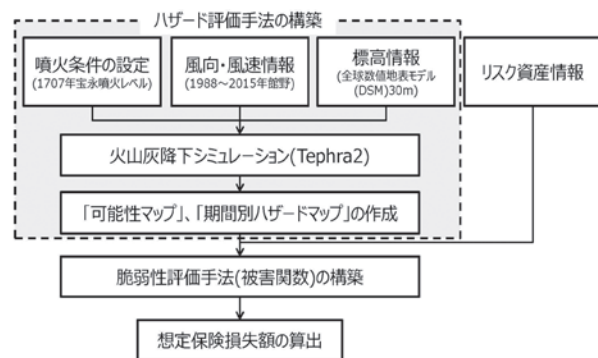 ハザード評価手法の構築
噴火条件の設定
(1707年宝永噴火レベル)
風向・風速情報
(1988～2015年館野)
標高情報
(全球数値地表モデル
(DSM)30m)
リスク資産情報
火山灰降下シミュレーション(Tephra2)
「可能性マップ」、「期間別ハザードマップ」の作成
脆弱性評価手法(被害関数)の構築
想定保険損失額の算出